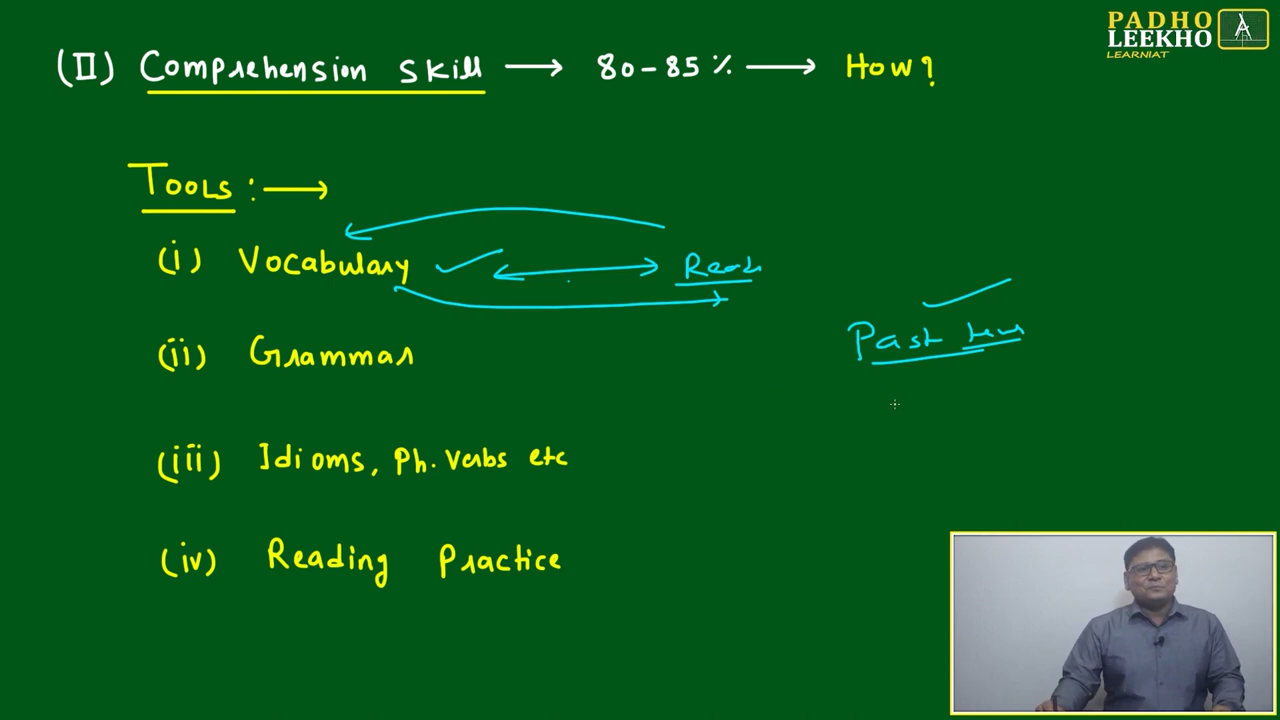 PADHO
LEEKHO
LEARNIAT
(II) Comprehension skill → 80-85% → How?
Tools :→
(i) Vocabulary ✓ ↔ Read
(ii) Grammar
Past
(iii) Idioms, Ph. Verbs etc
(iv) Reading Practice